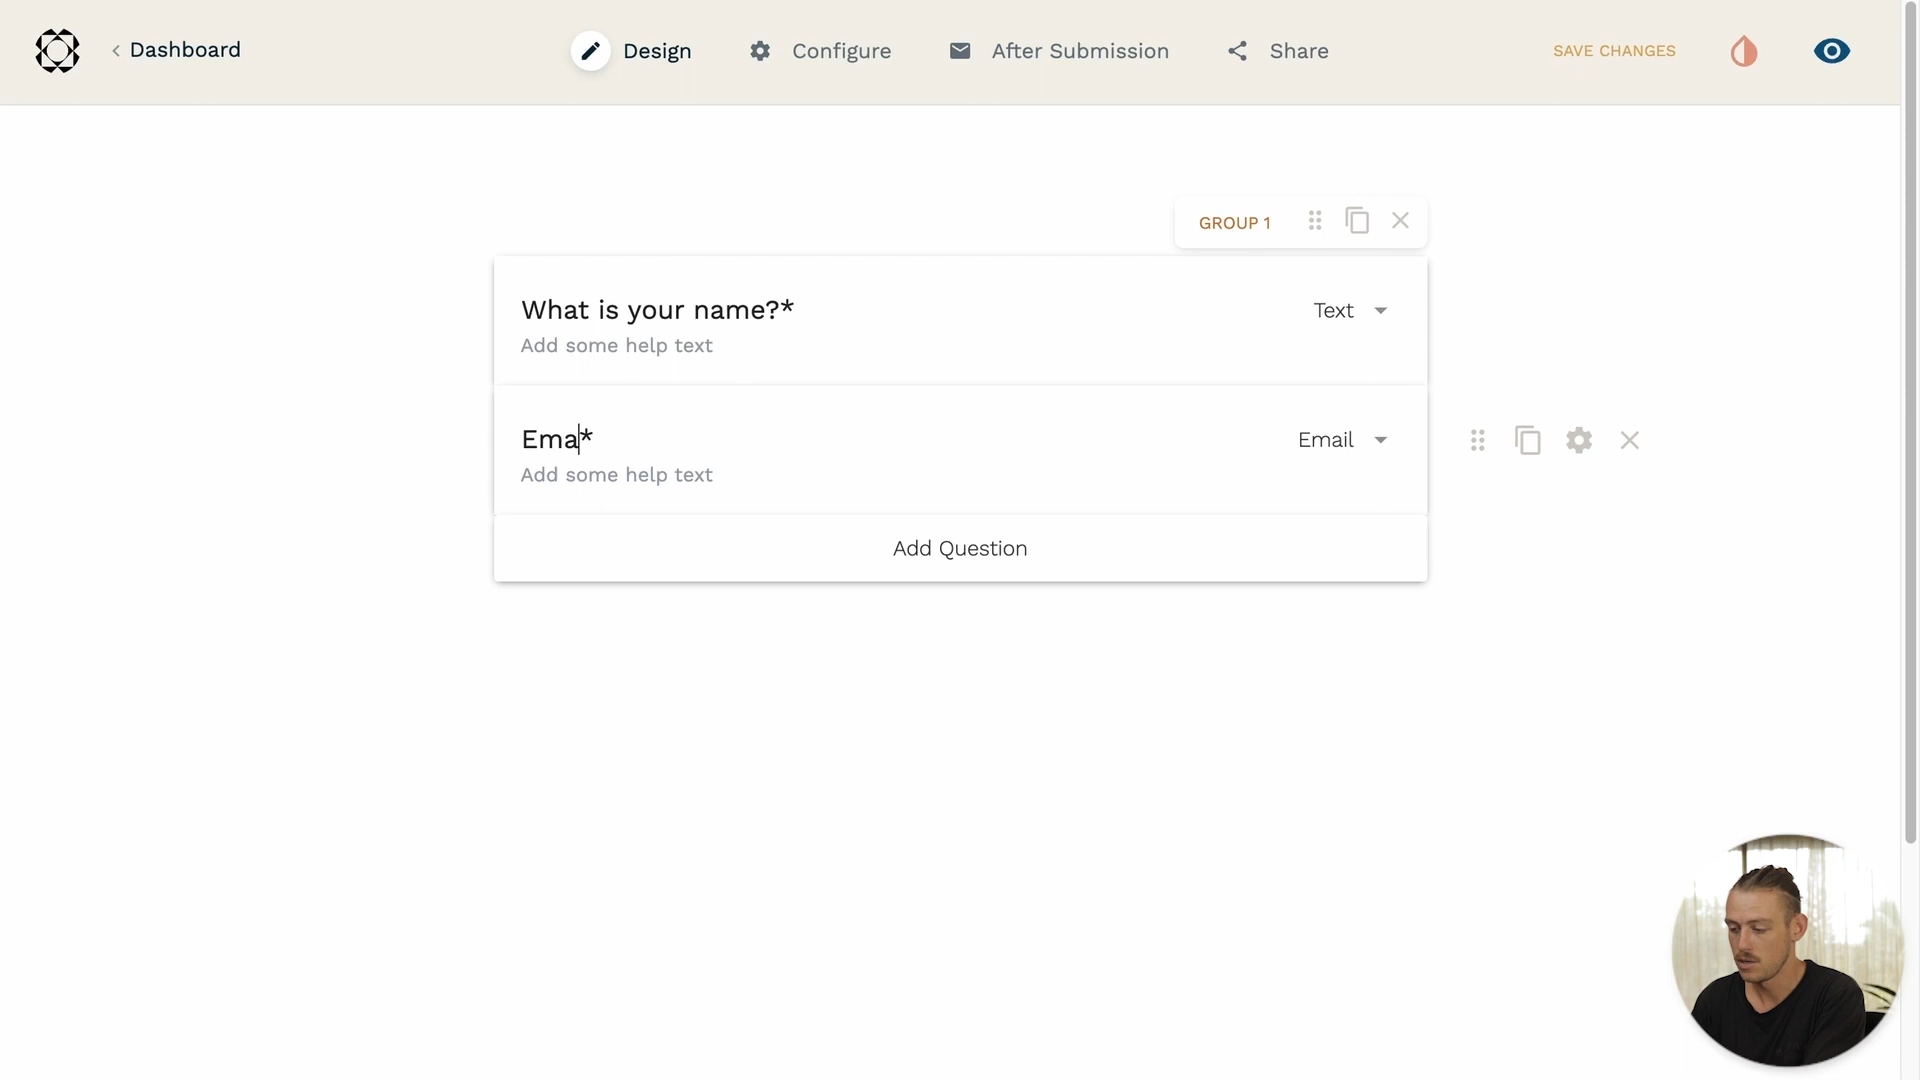 Dashboard
Design
Configure
After Submission
Share
SAVE CHANGES
GROUP 1
What is your name?*
Text
Add some help text
Ema*
Email
Add some help text
Add Question